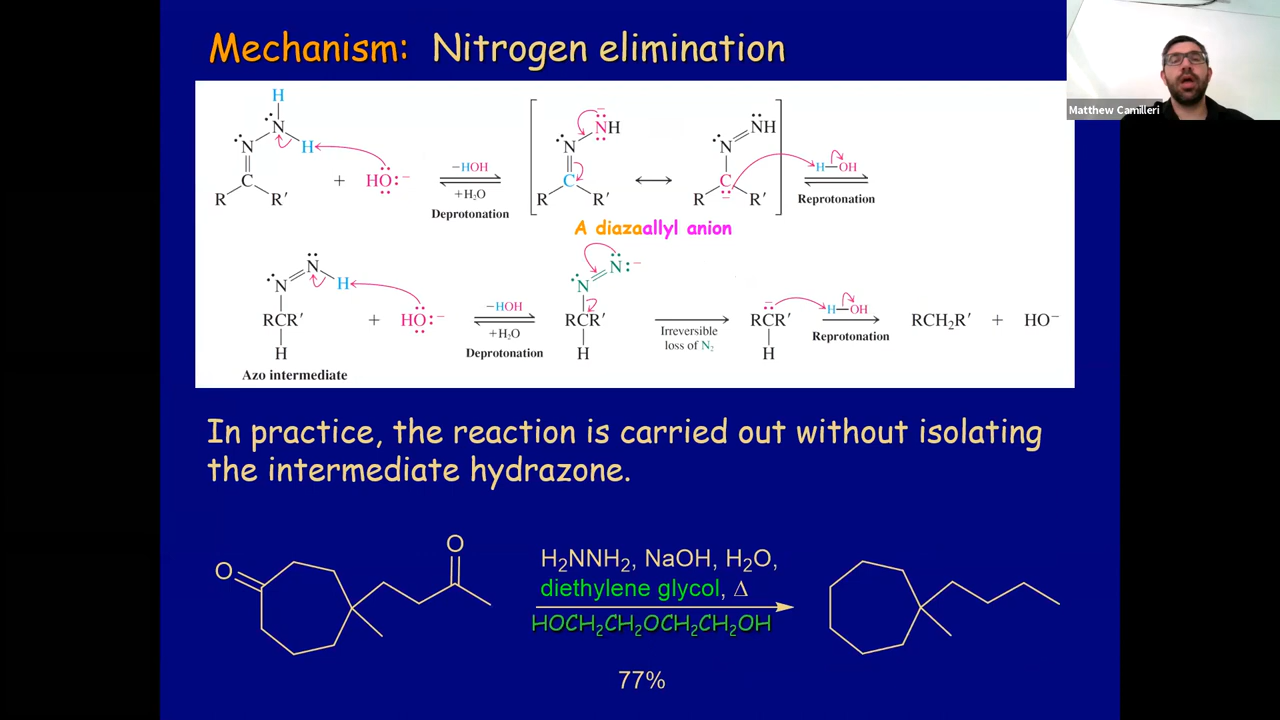 Mechanism: Nitrogen elimination
Matthew Camilleri
H
N
N
H
C
R R'
+ HO:⁻
−HOH
+H₂O
Deprotonation
N NH
N
C
R R'
NH
N
C
R R'
H—OH
Reprotonation
A diazaallyl anion
N
N H
RCR'
H
Azo intermediate
+ HO:⁻
−HOH
+H₂O
Deprotonation
N:⁻
N
RCR'
H
Irreversible
loss of N₂
RCR'
H
H—OH
Reprotonation
RCH₂R' + HO⁻
In practice, the reaction is carried out without isolating
the intermediate hydrazone.
O
O
H₂NNH₂, NaOH, H₂O,
diethylene glycol, Δ
HOCH₂CH₂OCH₂CH₂OH
77%